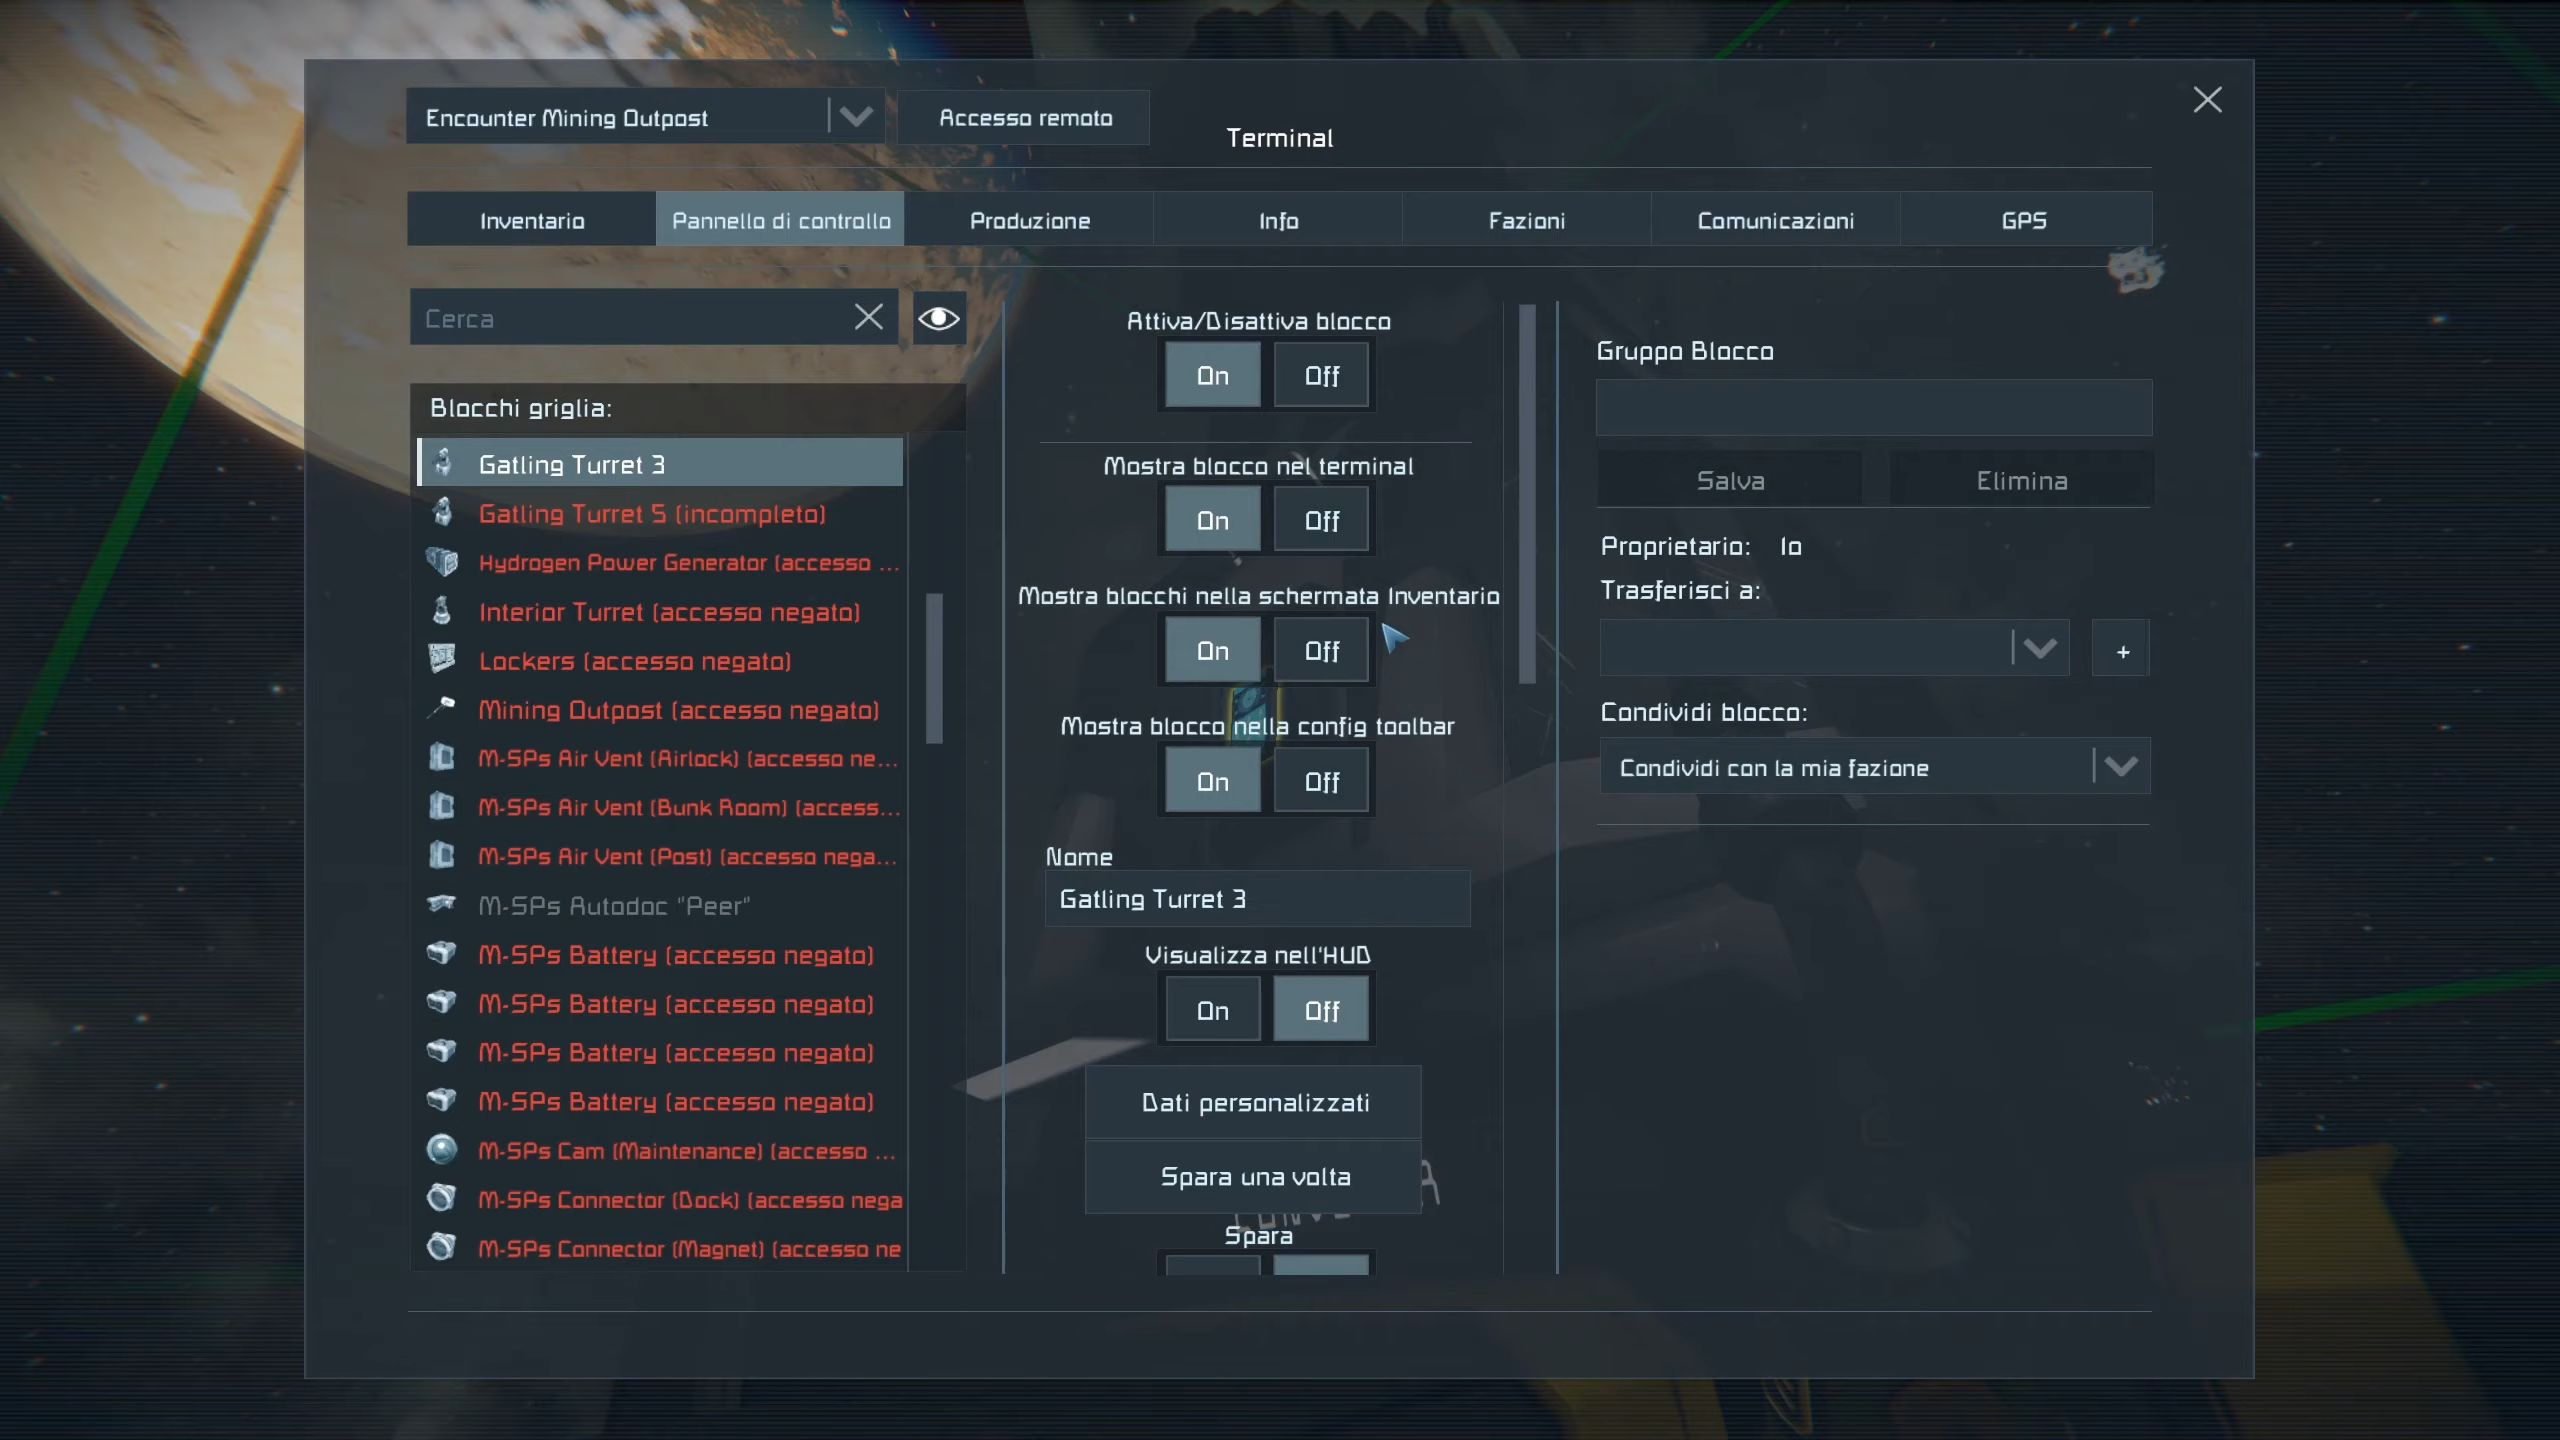 Encounter Mining Outpost
Accesso remoto
Terminal
Inventario
Pannello di controllo
Produzione
Info
Fazioni
Comunicazioni
GPS
Cerca
Blocchi griglia:
Gatling Turret 3
Gatling Turret 5 (incompleto)
Hydrogen Power Generator (accesso ...
Interior Turret (accesso negato)
Lockers (accesso negato)
Mining Outpost (accesso negato)
M-SPs Air Vent (Airlock) (accesso ne...
M-SPs Air Vent (Bunk Room) (access...
M-SPs Air Vent (Post) (accesso nega...
M-SPs Autodoc "Peer"
M-SPs Battery (accesso negato)
M-SPs Battery (accesso negato)
M-SPs Battery (accesso negato)
M-SPs Battery (accesso negato)
M-SPs Cam (Maintenance) (accesso ...
M-SPs Connector (Dock) (accesso nega
M-SPs Connector (Magnet) (accesso ne
Attiva/Disattiva blocco
On Off
Mostra blocco nel terminal
On Off
Mostra blocchi nella schermata Inventario
On Off
Mostra blocco nella config toolbar
On Off
Nome
Gatling Turret 3
Visualizza nell'HUD
On Off
Dati personalizzati
Spara una volta
Spara
Gruppo Blocco
Salva
Elimina
Proprietario: Io
Trasferisci a:
+
Condividi blocco:
Condividi con la mia fazione